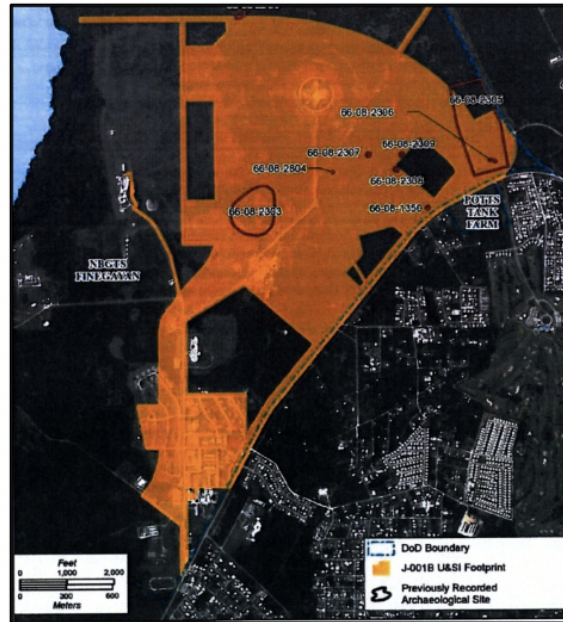 66-08-2305
66-08-2306
66-08-2307
66-08-2309
66-08-2804
66-08-2308
66-08-2303
66-08-1356
POTTS
TANK
FARM
FINEGAYAN
Feet
0 1,000 2,000
0 300 600
Meters
DoD Boundary
J-001B U&SI Footprint
Previously Recorded
Archaeological Site